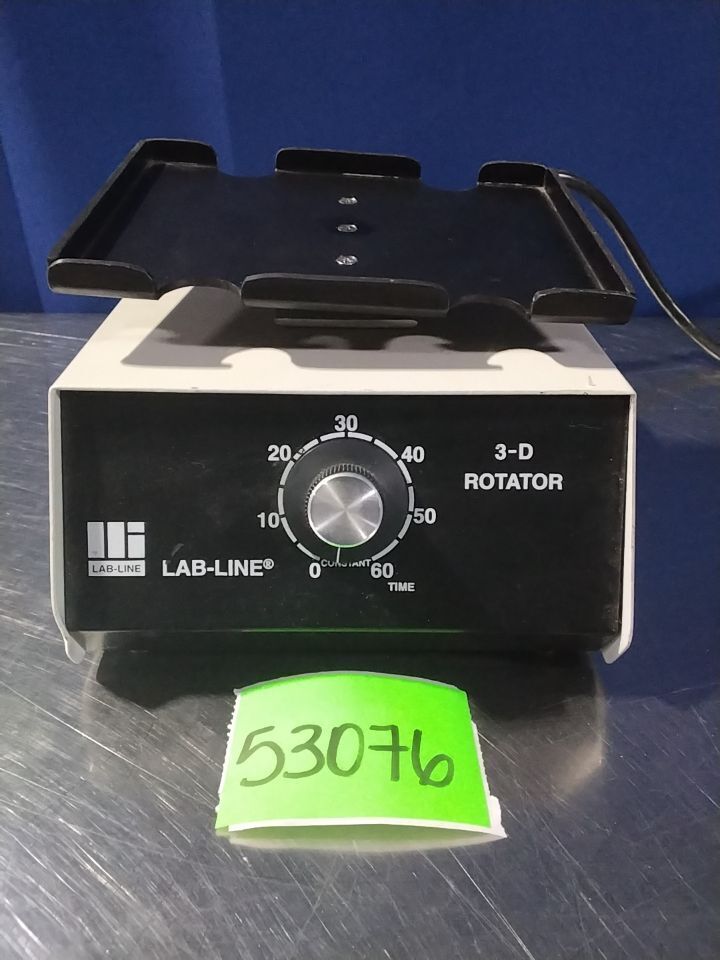 30
20
40
10
50
0
CONSTANT
60
TIME
3-D
ROTATOR
LAB-LINE
LAB-LINE®
53076